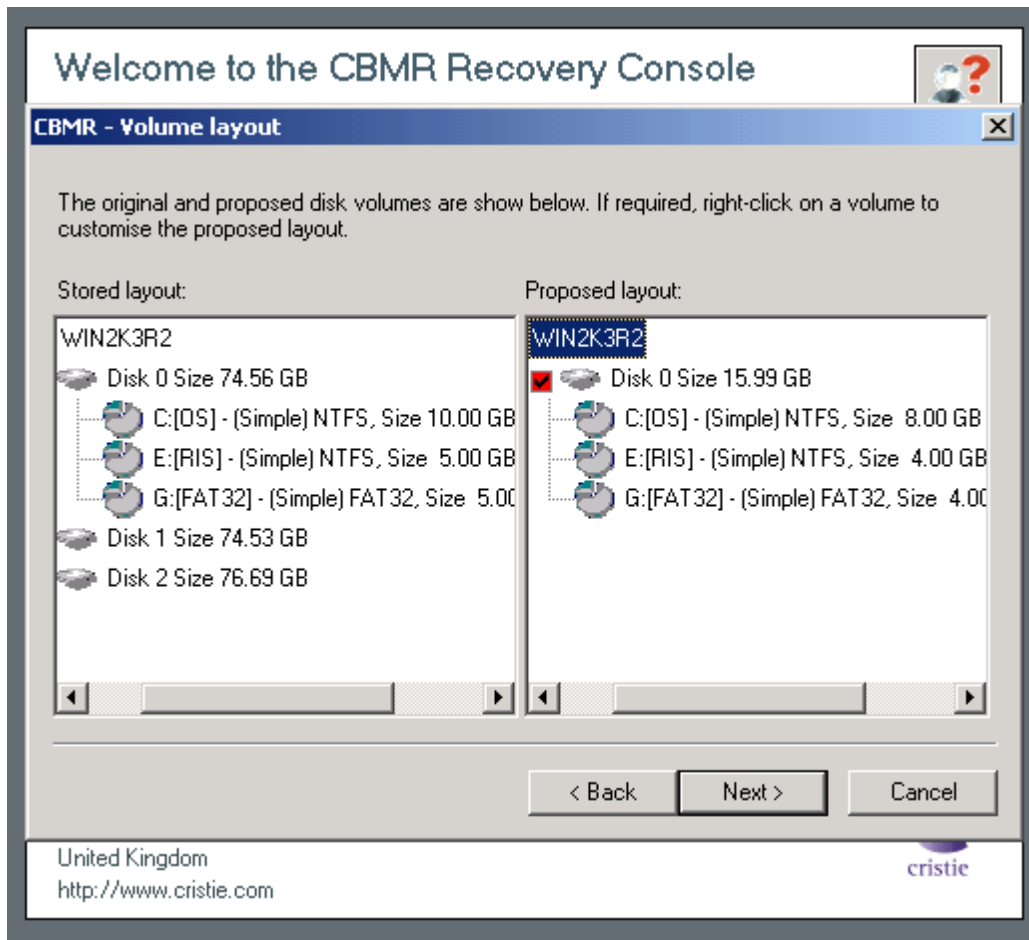 Welcome to the CBMR Recovery Console
CBMR - Volume layout
The original and proposed disk volumes are show below. If required, right-click on a volume to
customise the proposed layout.
Stored layout:
WIN2K3R2
Disk 0 Size 74.56 GB
C:[OS] - (Simple) NTFS, Size 10.00 GB
E:[RIS] - (Simple) NTFS, Size  5.00 GB
G:[FAT32] - (Simple) FAT32, Size  5.00
Disk 1 Size 74.53 GB
Disk 2 Size 76.69 GB
Proposed layout:
WIN2K3R2
Disk 0 Size 15.99 GB
C:[OS] - (Simple) NTFS, Size  8.00 GB
E:[RIS] - (Simple) NTFS, Size  4.00 GB
G:[FAT32] - (Simple) FAT32, Size  4.00
< Back
Next >
Cancel
United Kingdom
http://www.cristie.com
cristie